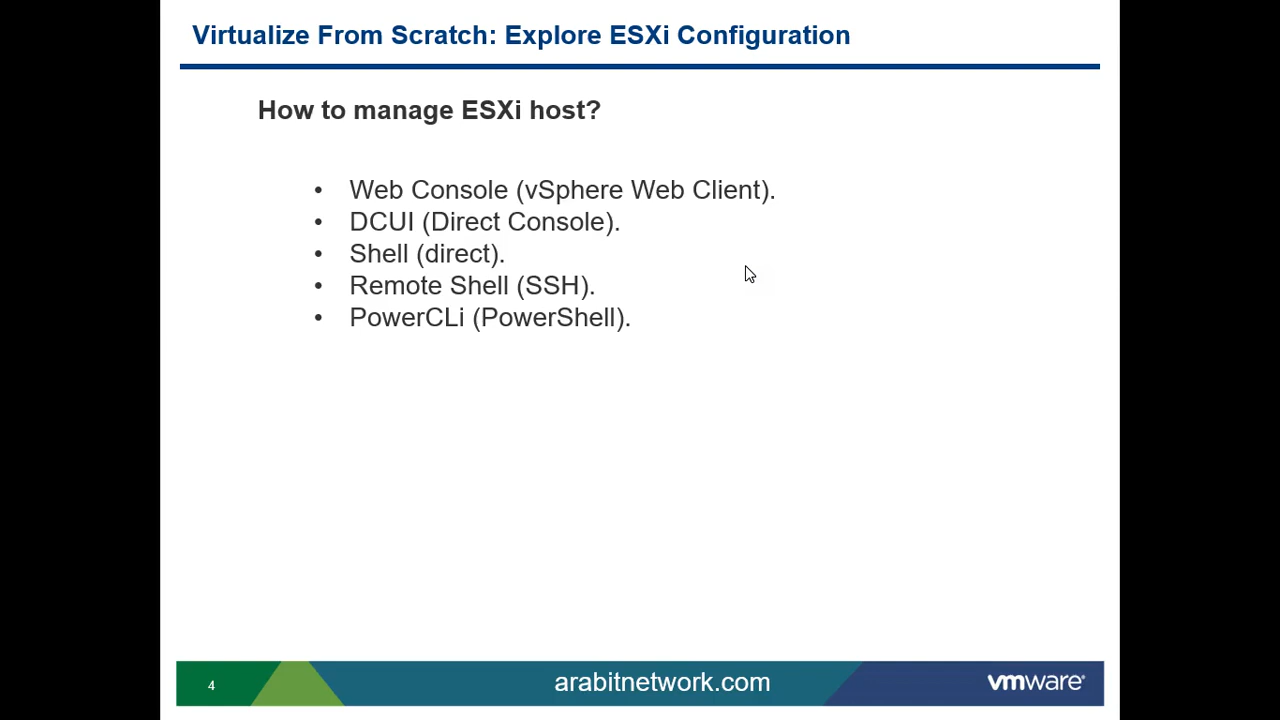 Virtualize From Scratch: Explore ESXi Configuration
How to manage ESXi host?
• Web Console (vSphere Web Client).
• DCUI (Direct Console).
• Shell (direct).
• Remote Shell (SSH).
• PowerCLi (PowerShell).
4
arabitnetwork.com
vmware®